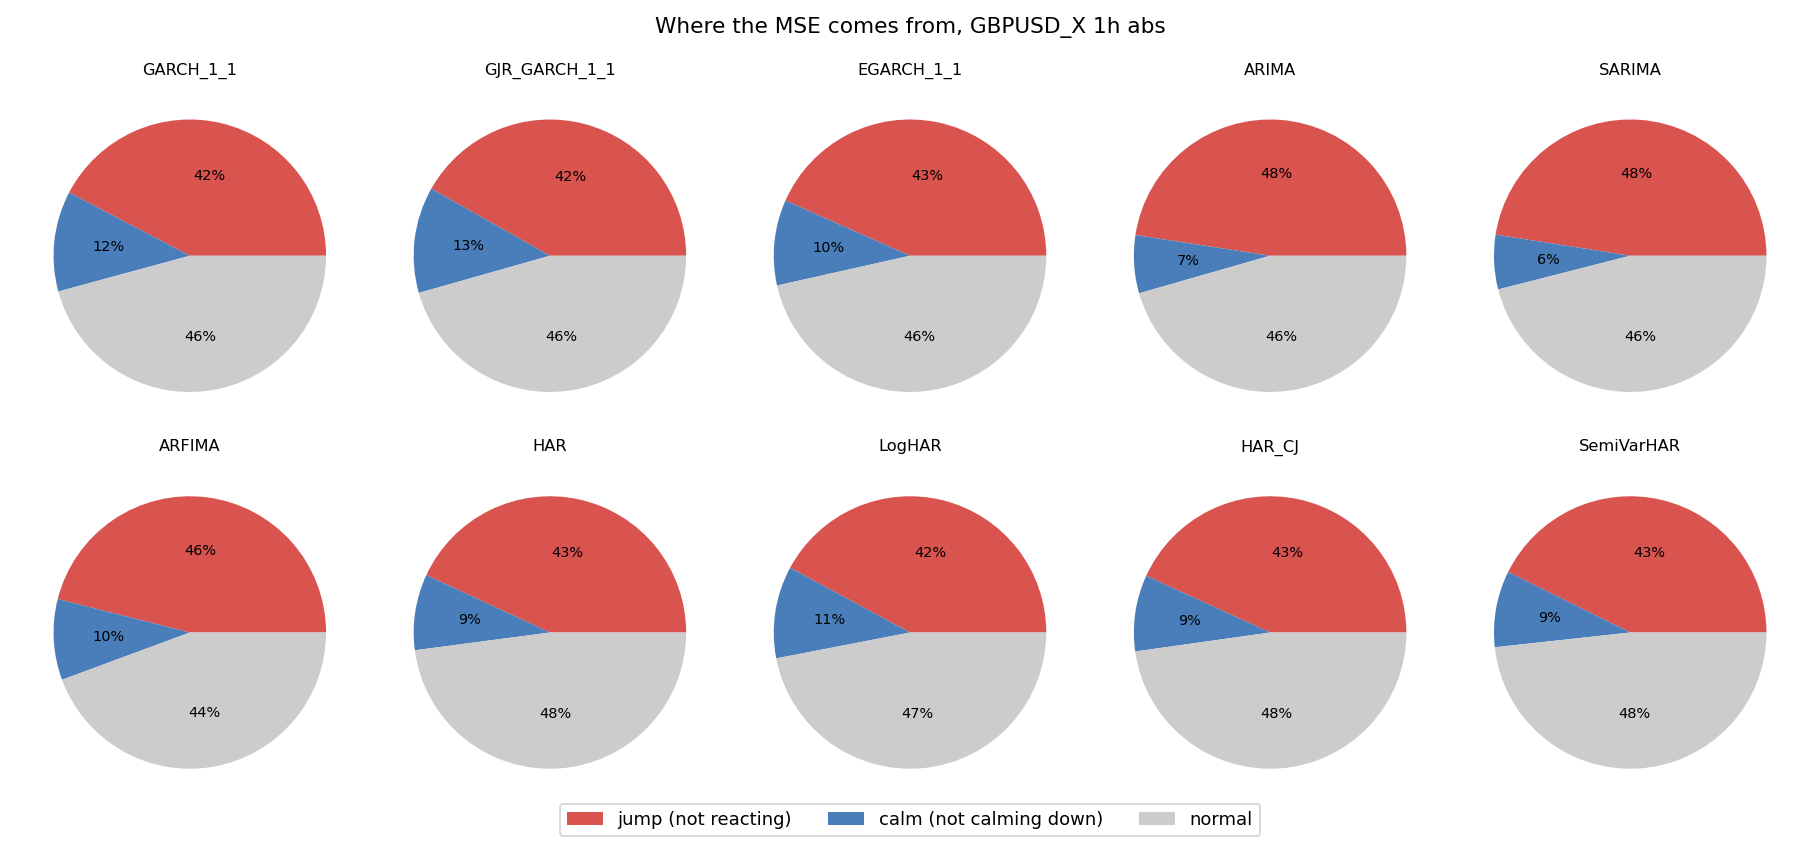 Where the MSE comes from, GBPUSD_X 1h abs
GARCH_1_1
GJR_GARCH_1_1
EGARCH_1_1
ARIMA
SARIMA
42%
12%
46%
42%
13%
46%
43%
10%
46%
48%
7%
46%
48%
6%
46%
ARFIMA
HAR
LogHAR
HAR_CJ
SemiVarHAR
46%
10%
44%
43%
9%
48%
42%
11%
47%
43%
9%
48%
43%
9%
48%
jump (not reacting)
calm (not calming down)
normal